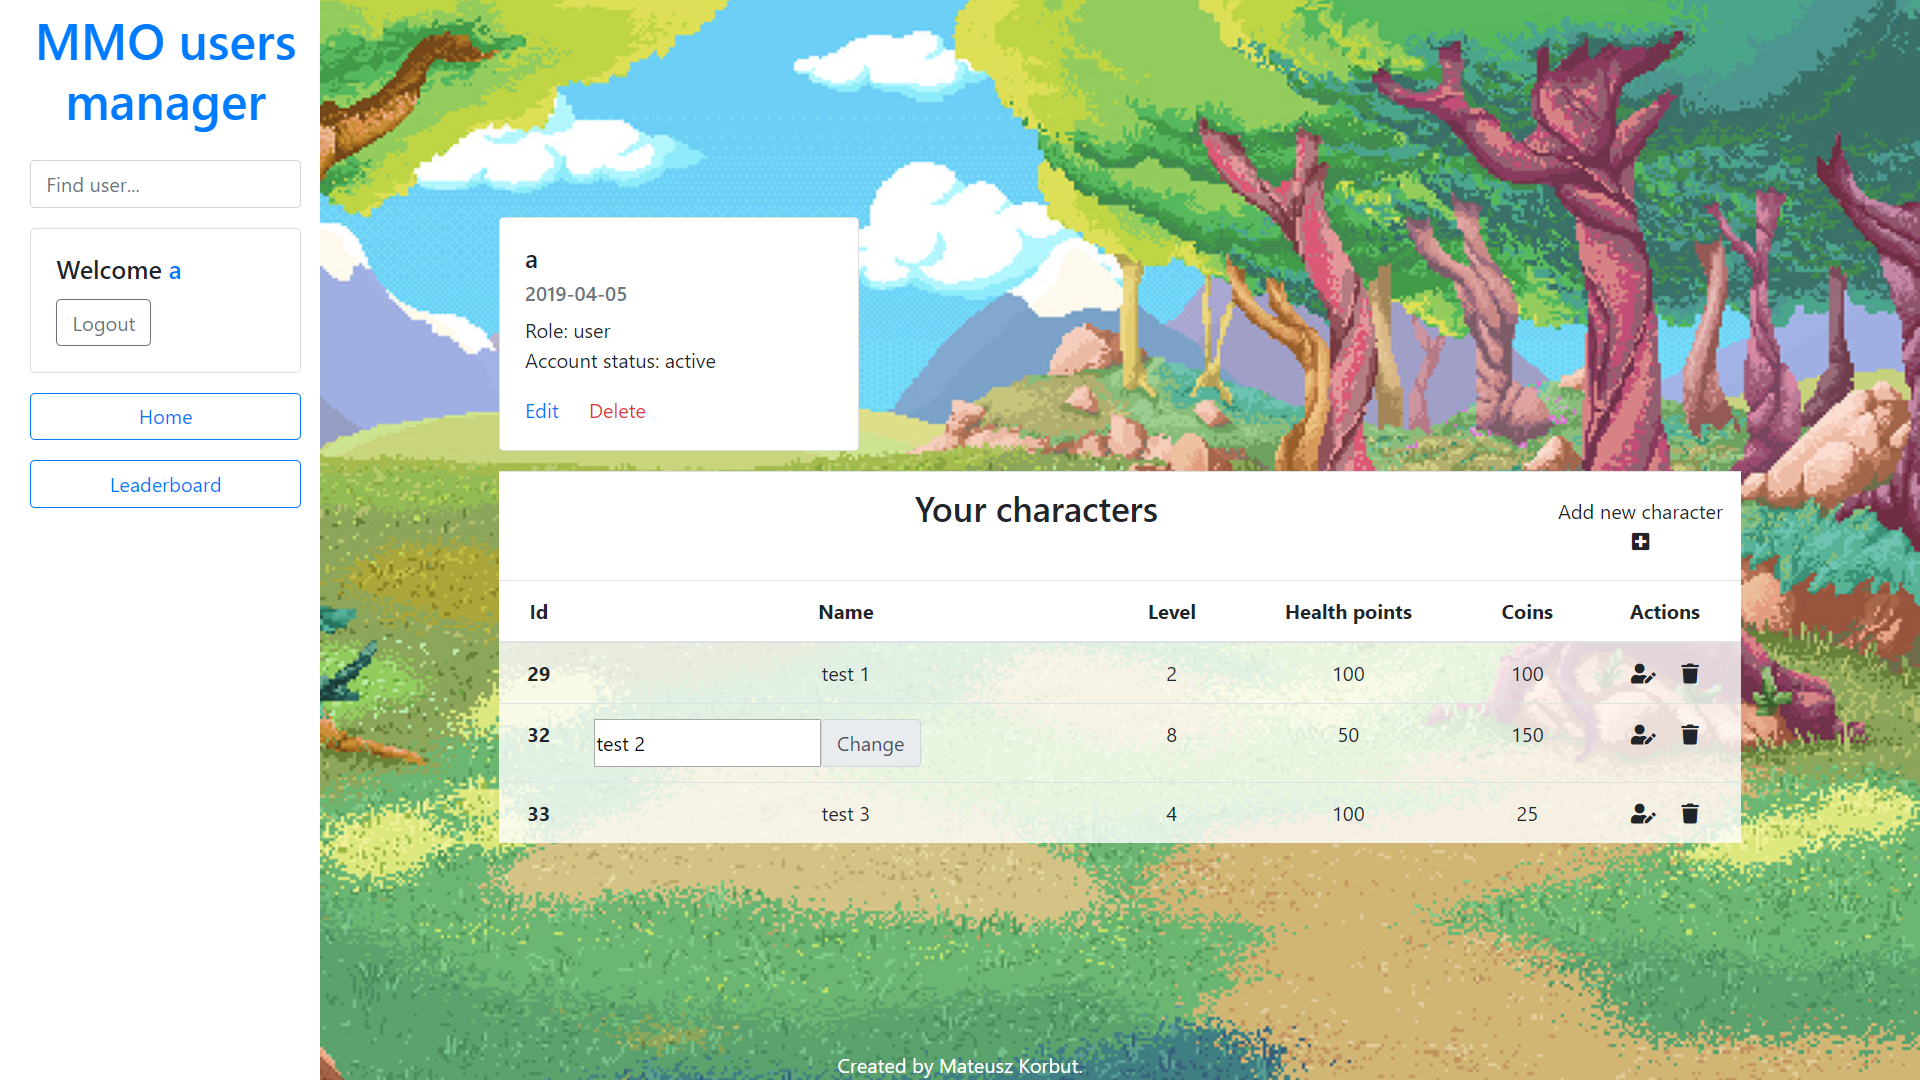 MMO users
manager
Find user...
Welcome a
Logout
Home
Leaderboard
a
2019-04-05
Role: user
Account status: active
Edit Delete
Your characters
Add new character
Id Name Level Health points Coins Actions
29 test 1 2 100 100
32 test 2 Change 8 50 150
33 test 3 4 100 25
Created by Mateusz Korbut.